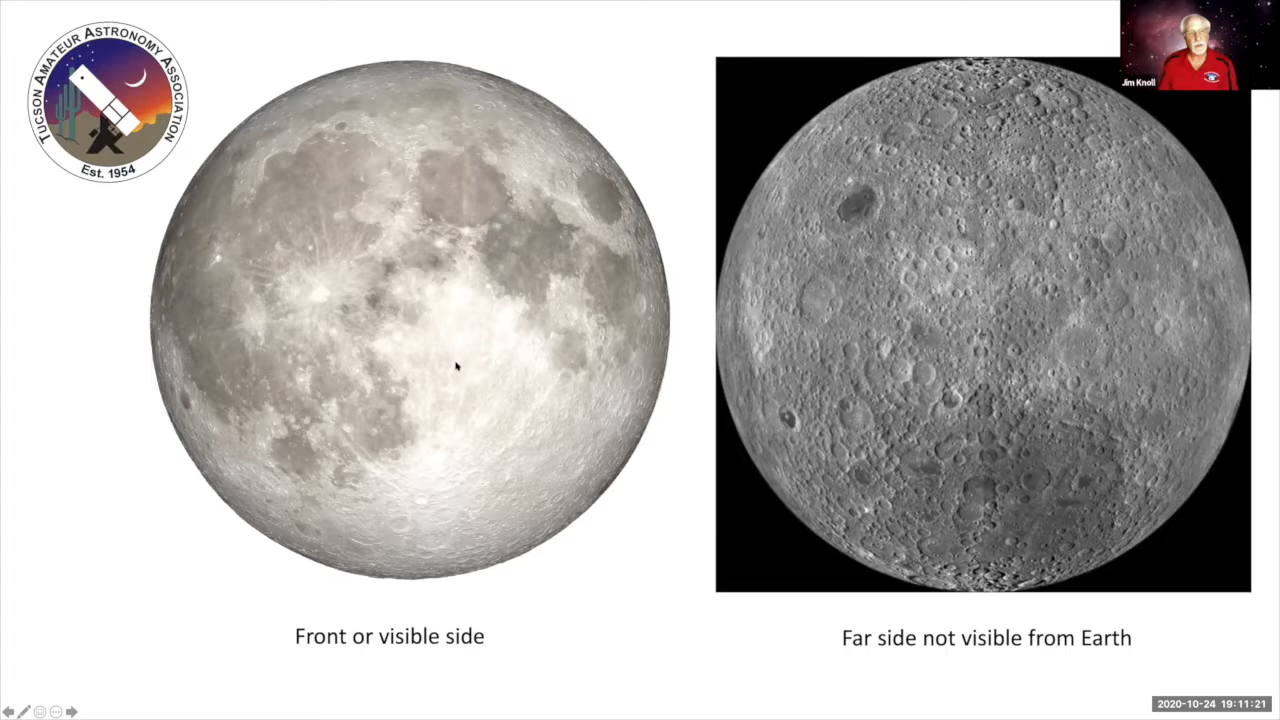 TUCSON AMATEUR ASTRONOMY ASSOCIATION
Est. 1954
Jim Knoll
Front or visible side
Far side not visible from Earth
2020-10-24 19:11:21